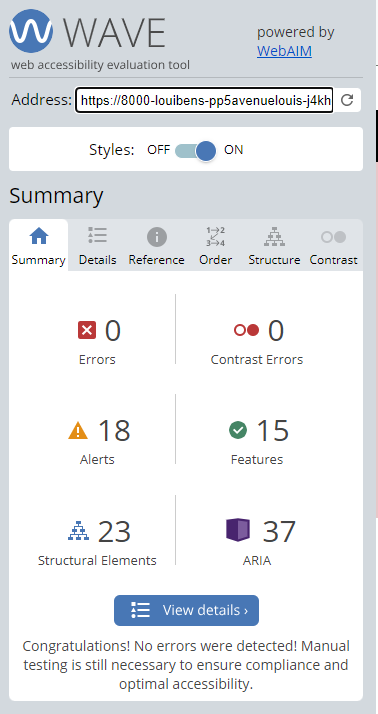 WAVE
powered by
WebAIM
web accessibility evaluation tool
Address: https://8000-louibens-pp5avenuelouis-j4kh
Styles: OFF ON
Summary
Summary Details Reference Order Structure Contrast
0
Errors
0
Contrast Errors
18
Alerts
15
Features
23
Structural Elements
37
ARIA
View details ›
Congratulations! No errors were detected! Manual
testing is still necessary to ensure compliance and
optimal accessibility.